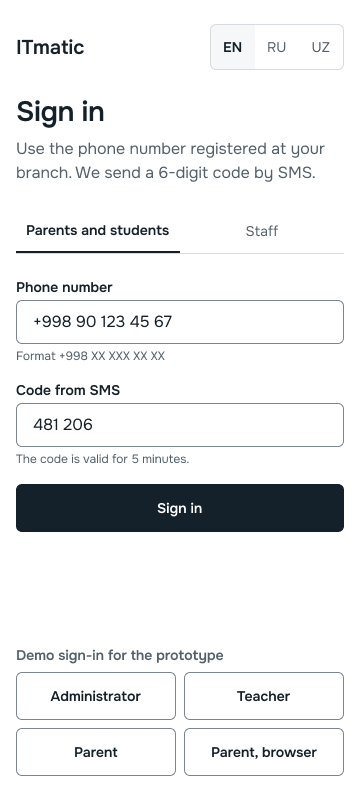 ITmatic
EN RU UZ
Sign in
Use the phone number registered at your
branch. We send a 6-digit code by SMS.
Parents and students Staff
Phone number
+998 90 123 45 67
Format +998 XX XXX XX XX
Code from SMS
481 206
The code is valid for 5 minutes.
Sign in
Demo sign-in for the prototype
Administrator Teacher
Parent Parent, browser